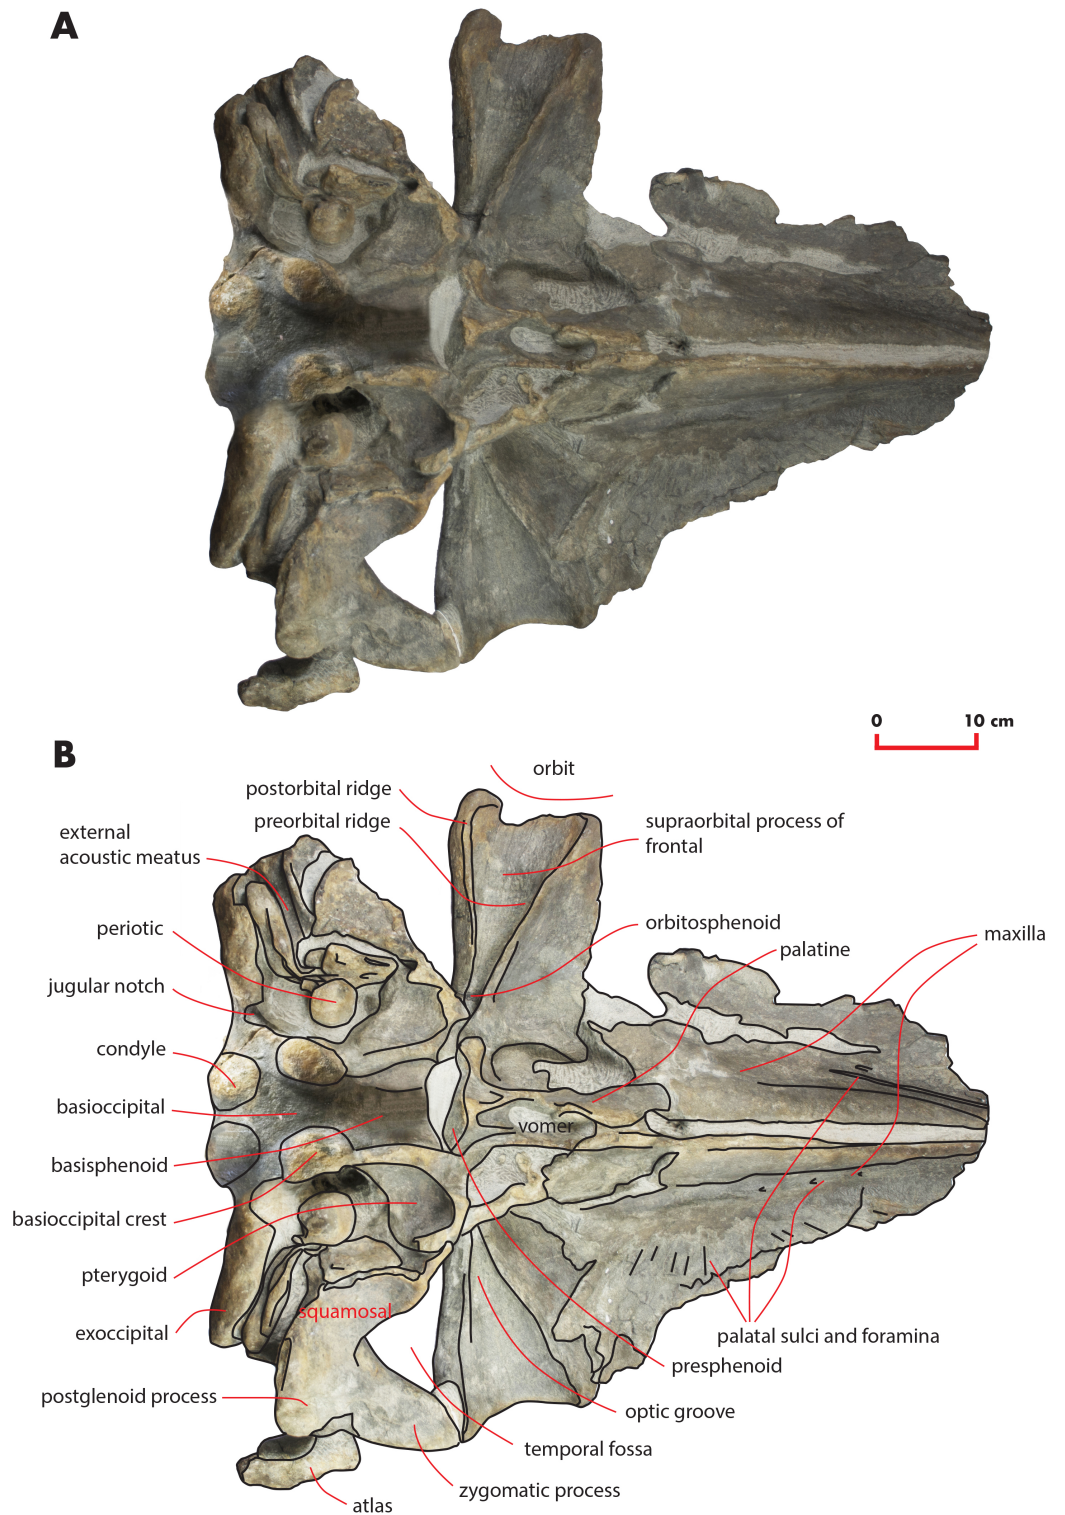 A
0 10 cm
B
orbit
postorbital ridge
preorbital ridge
supraorbital process of
frontal
external
acoustic meatus
orbitosphenoid
periotic
palatine
maxilla
jugular notch
condyle
basioccipital
vomer
basisphenoid
basioccipital crest
pterygoid
squamosal
exoccipital
palatal sulci and foramina
presphenoid
postglenoid process
optic groove
temporal fossa
zygomatic process
atlas